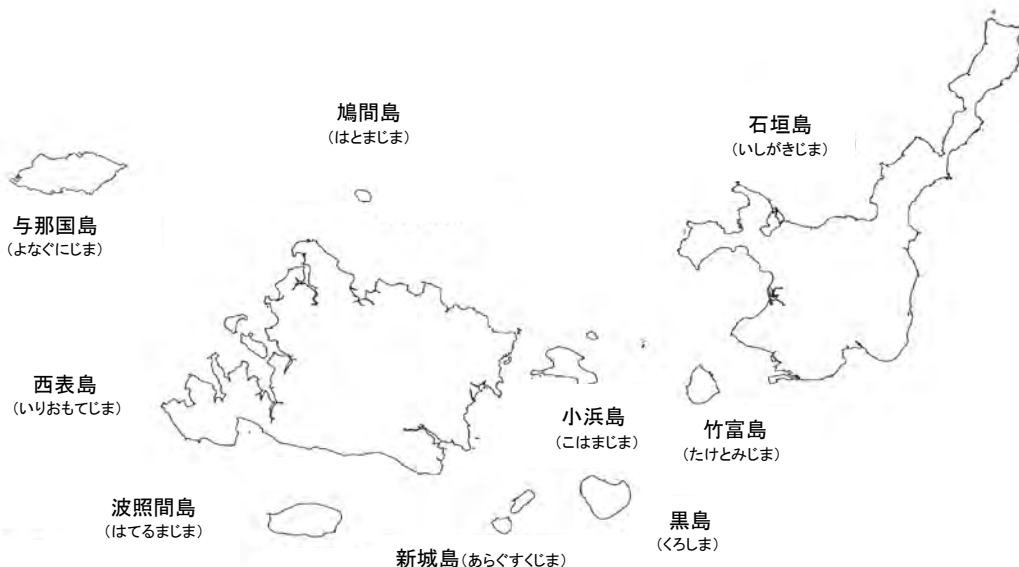 鳩間島
(はとまじま)
石垣島
(いしがきじま)
与那国島
(よなぐにじま)
西表島
(いりおもてじま)
小浜島
(こはまじま)
竹富島
(たけとみじま)
波照間島
(はてるまじま)
黒島
(くろしま)
新城島(あらぐすくじま)